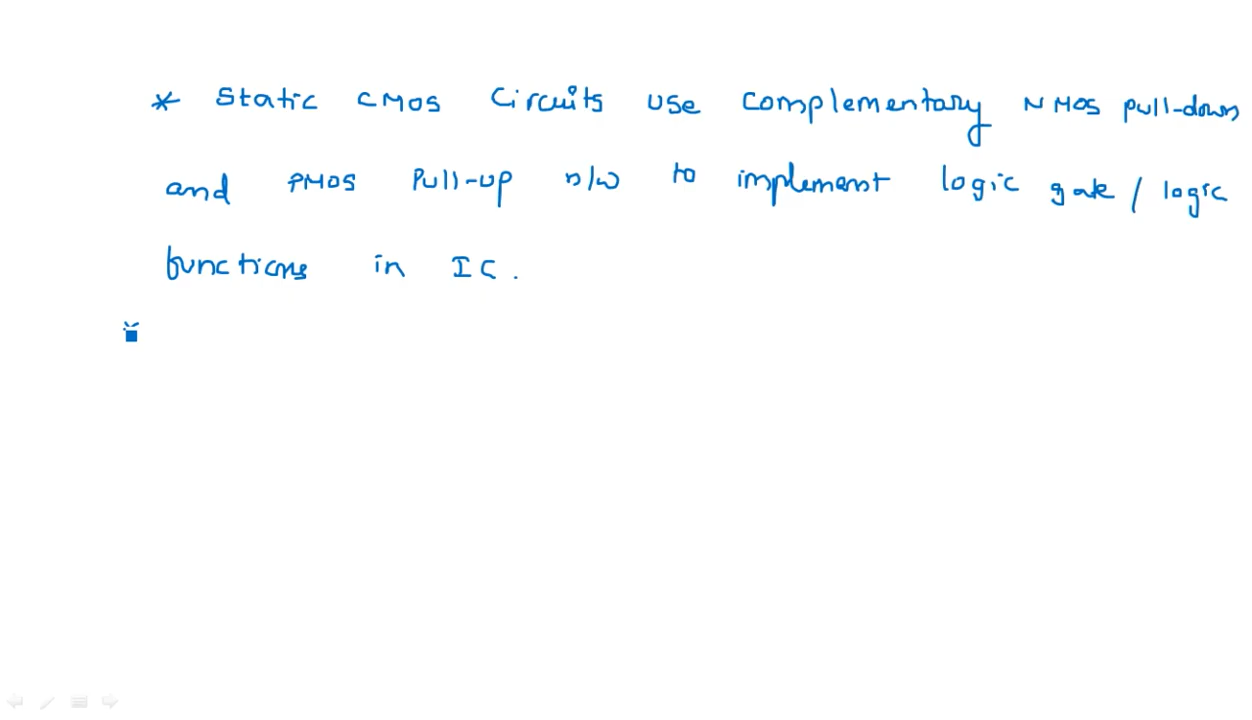 * Static CMOS Circuits use complementary NMOS pull-down
and PMOS Pull-up n/w to implement logic gate / logic
functions in IC.